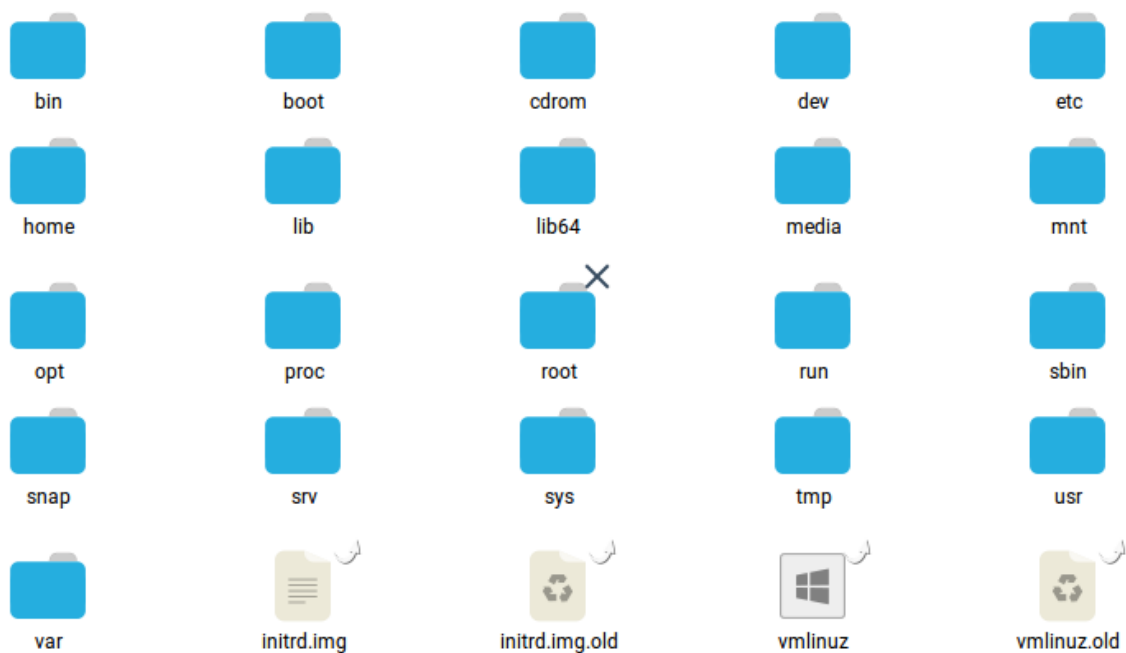 bin boot cdrom dev etc
home lib lib64 media mnt
opt proc root run sbin
snap srv sys tmp usr
var initrd.img initrd.img.old vmlinuz vmlinuz.old